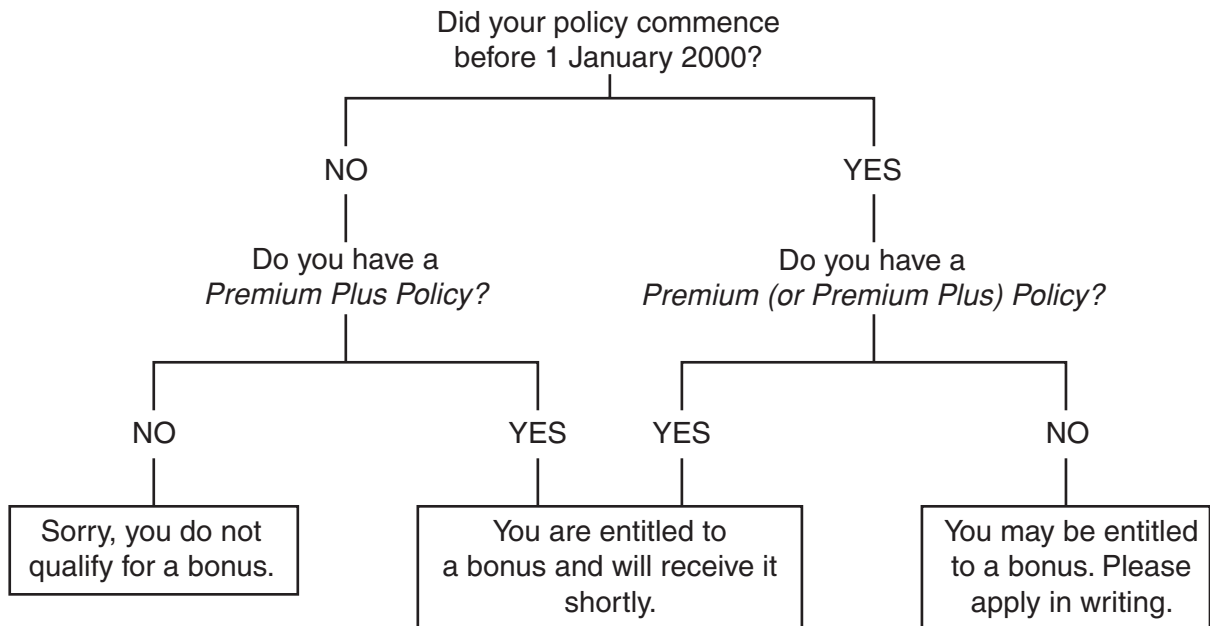 Did your policy commence
before 1 January 2000?
NO
YES
Do you have a
Premium Plus Policy?
Do you have a
Premium (or Premium Plus) Policy?
NO
YES
YES
NO
Sorry, you do not
qualify for a bonus.
You are entitled to
a bonus and will receive it
shortly.
You may be entitled
to a bonus. Please
apply in writing.